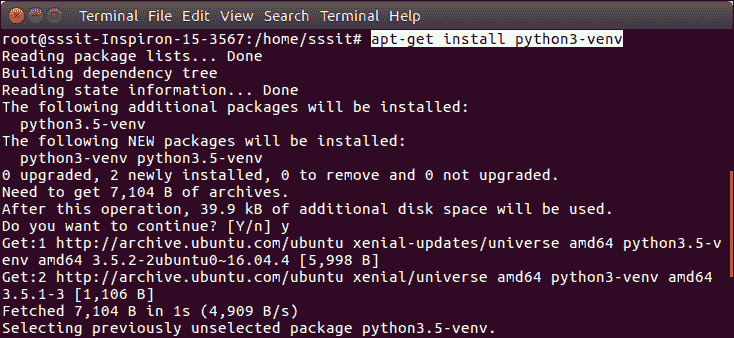 Terminal File Edit View Search Terminal Help
root@sssit-Inspiron-15-3567:/home/sssit# apt-get install python3-venv
Reading package lists... Done
Building dependency tree
Reading state information... Done
The following additional packages will be installed:
  python3.5-venv
The following NEW packages will be installed:
  python3-venv python3.5-venv
0 upgraded, 2 newly installed, 0 to remove and 0 not upgraded.
Need to get 7,104 B of archives.
After this operation, 39.9 kB of additional disk space will be used.
Do you want to continue? [Y/n] y
Get:1 http://archive.ubuntu.com/ubuntu xenial-updates/universe amd64 python3.5-v
env amd64 3.5.2-2ubuntu0~16.04.4 [5,998 B]
Get:2 http://archive.ubuntu.com/ubuntu xenial/universe amd64 python3-venv amd64
3.5.1-3 [1,106 B]
Fetched 7,104 B in 1s (4,909 B/s)
Selecting previously unselected package python3.5-venv.